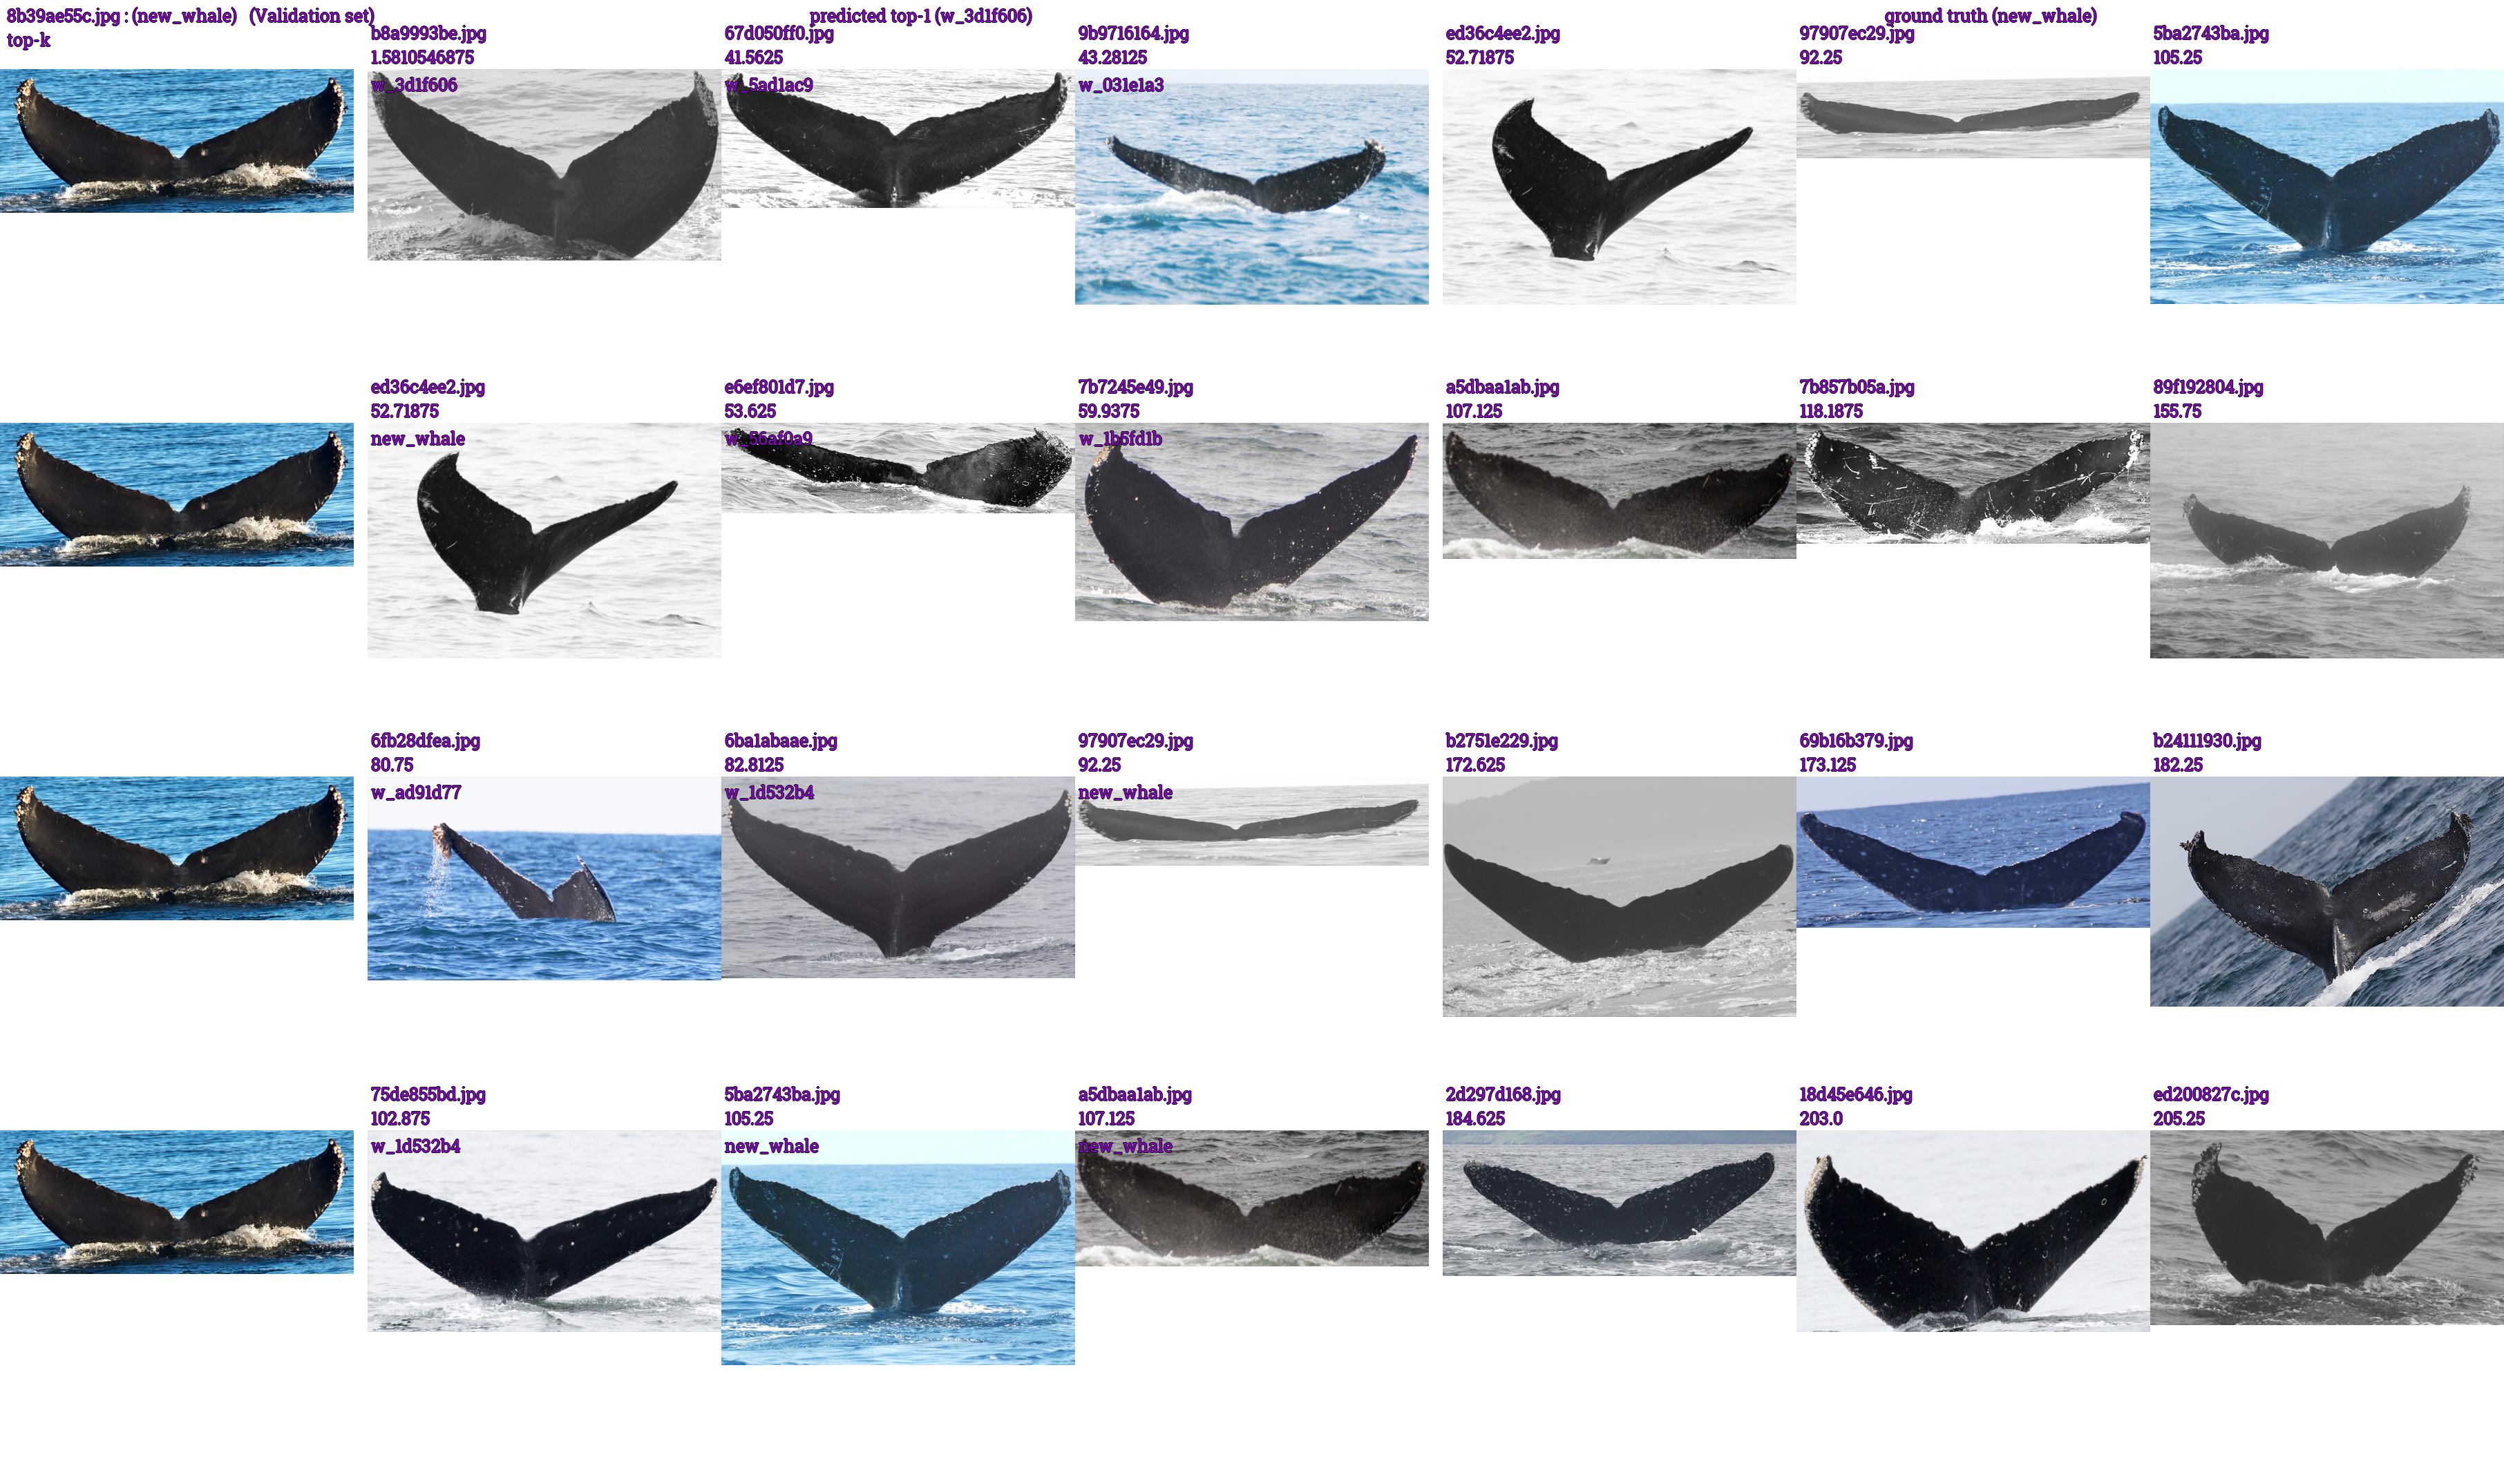 8b39ae55c.jpg : (new_whale)   (Validation set)
top-k
predicted top-1 (w_3d1f606)
ground truth (new_whale)
b8a9993be.jpg
1.5810546875
w_3d1f606
67d050ff0.jpg
41.5625
w_5ad1ac9
9b9716164.jpg
43.28125
w_031e1a3
ed36c4ee2.jpg
52.71875
97907ec29.jpg
92.25
5ba2743ba.jpg
105.25
ed36c4ee2.jpg
52.71875
new_whale
e6ef801d7.jpg
53.625
w_56af0a9
7b7245e49.jpg
59.9375
w_1b5fd1b
a5dbaa1ab.jpg
107.125
7b857b05a.jpg
118.1875
89f192804.jpg
155.75
6fb28dfea.jpg
80.75
w_ad91d77
6ba1abaae.jpg
82.8125
w_1d532b4
97907ec29.jpg
92.25
new_whale
b2751e229.jpg
172.625
69b16b379.jpg
173.125
b24111930.jpg
182.25
75de855bd.jpg
102.875
w_1d532b4
5ba2743ba.jpg
105.25
new_whale
a5dbaa1ab.jpg
107.125
new_whale
2d297d168.jpg
184.625
18d45e646.jpg
203.0
ed200827c.jpg
205.25